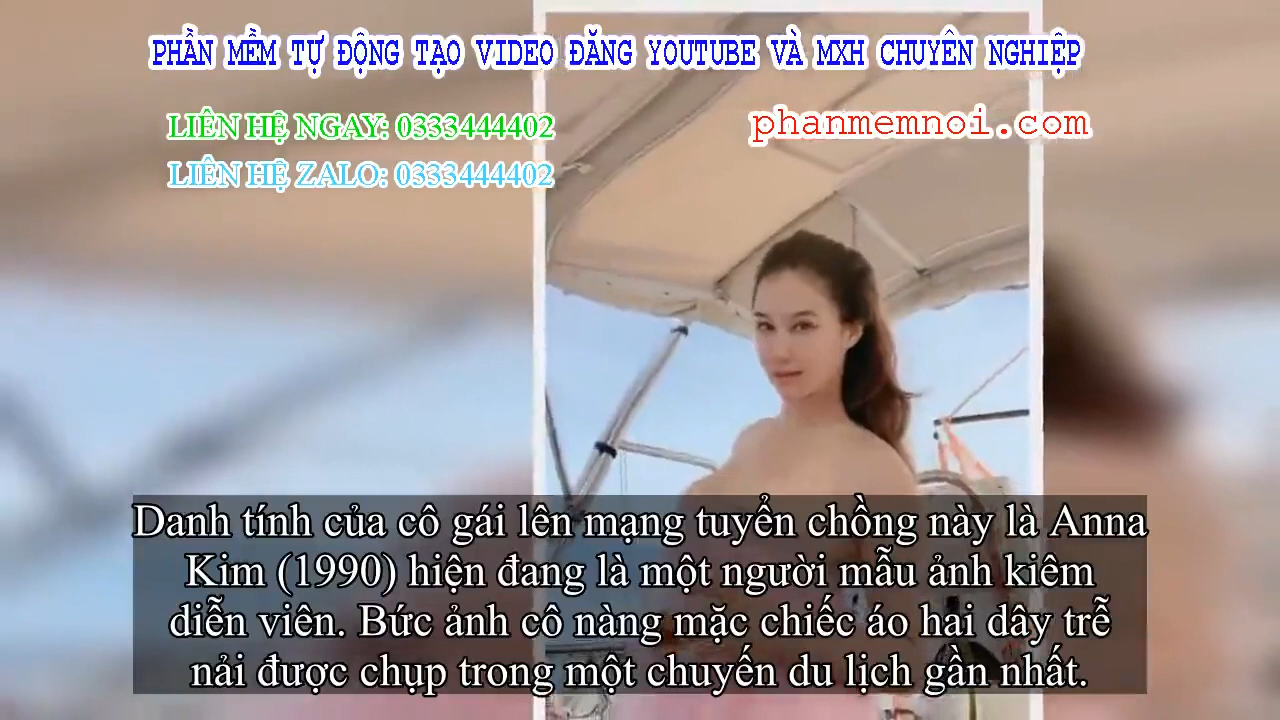 PHẦN MỀM TỰ ĐỘNG TẠO VIDEO ĐĂNG YOUTUBE VÀ MXH CHUYÊN NGHIỆP
LIÊN HỆ NGAY: 0333444402
phanmemnoi.com
LIÊN HỆ ZALO: 0333444402
Danh tính của cô gái lên mạng tuyển chồng này là Anna
Kim (1990) hiện đang là một người mẫu ảnh kiêm
diễn viên. Bức ảnh cô nàng mặc chiếc áo hai dây trễ
nải được chụp trong một chuyến du lịch gần nhất.